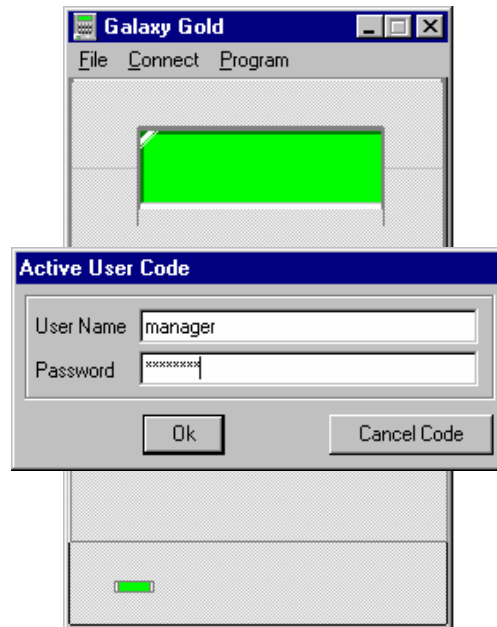 Galaxy Gold
File Connect Program
Active User Code
User Name manager
Password ********
Ok Cancel Code